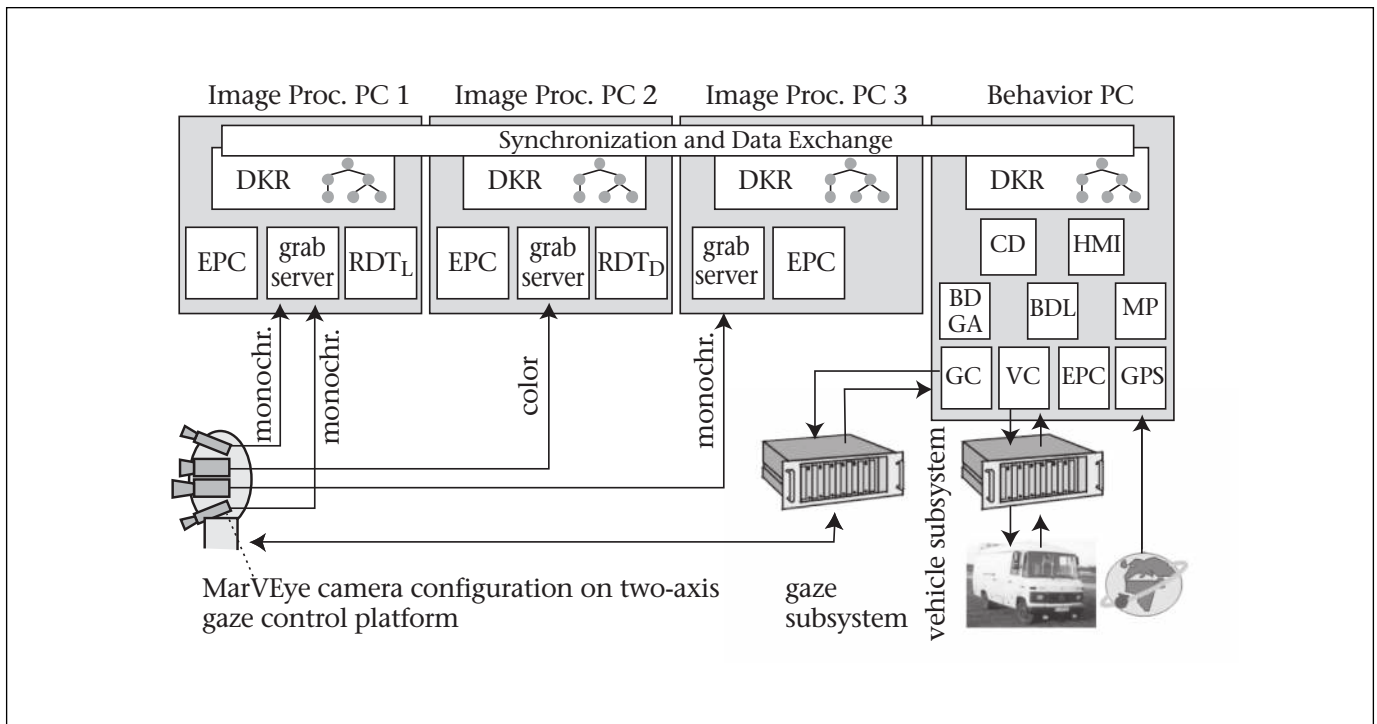 Image Proc. PC 1
Image Proc. PC 2
Image Proc. PC 3
Behavior PC
Synchronization and Data Exchange
DKR
DKR
DKR
DKR
EPC
grab
server
RDTL
EPC
grab
server
RDTD
grab
server
EPC
CD
HMI
BD
GA
BDL
MP
GC
VC
EPC
GPS
monochr.
monochr.
color
monochr.
vehicle subsystem
MarVEye camera configuration on two-axis
gaze control platform
gaze
subsystem